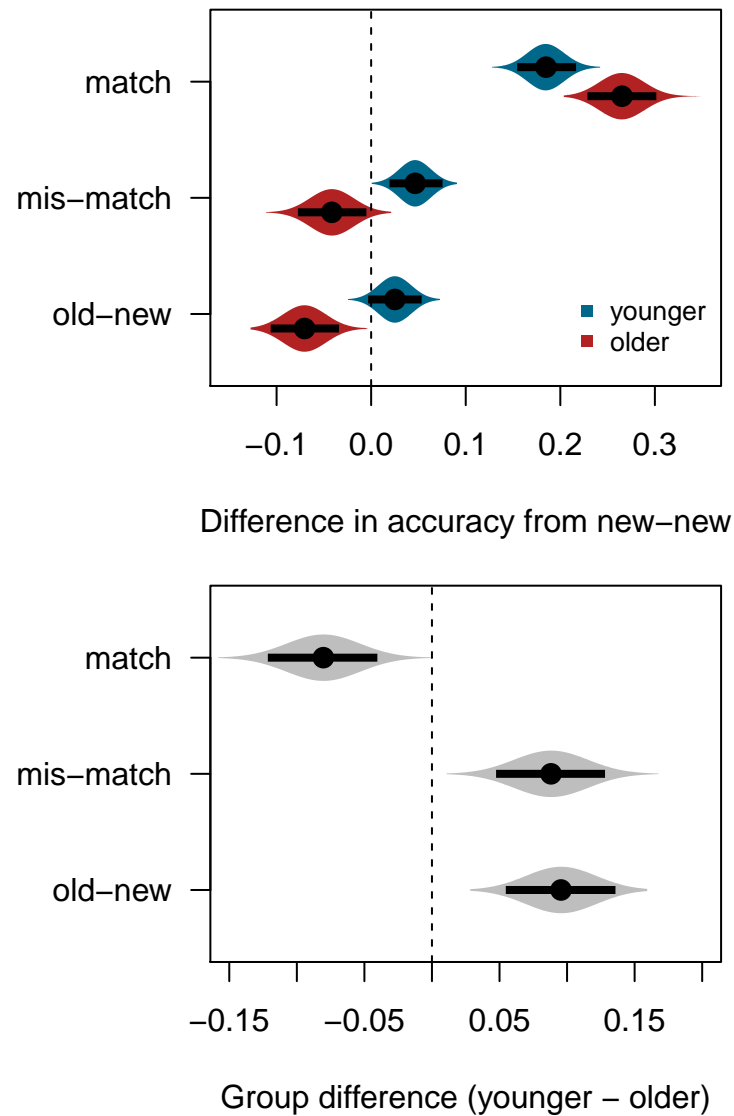 match
mis−match
old−new
younger
older
−0.1 0.0 0.1 0.2 0.3
Difference in accuracy from new−new
match
mis−match
old−new
−0.15 −0.05 0.05 0.15
Group difference (younger − older)